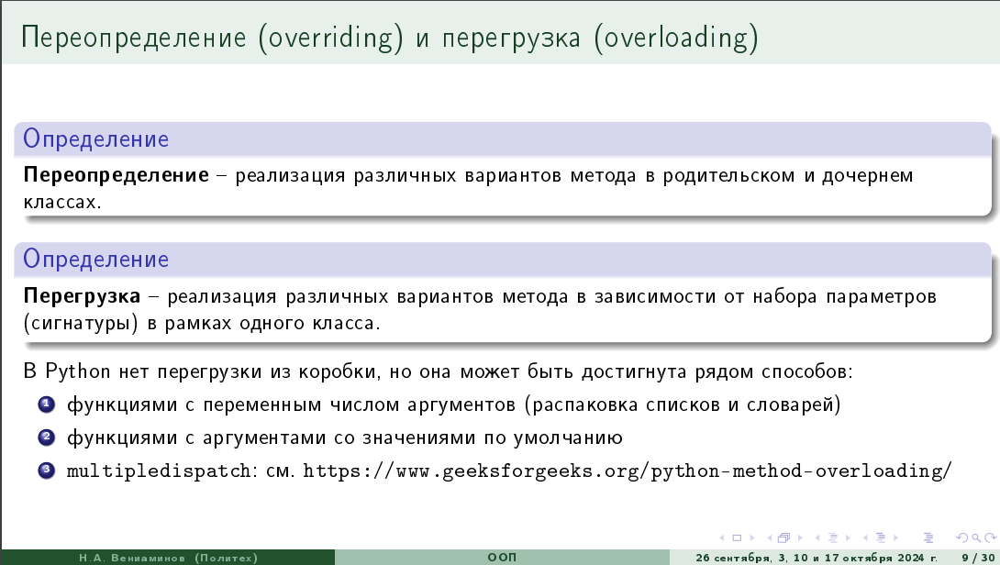 Переопределение (overriding) и перегрузка (overloading)
Определение
Переопределение – реализация различных вариантов метода в родительском и дочернем
классах.
Определение
Перегрузка – реализация различных вариантов метода в зависимости от набора параметров
(сигнатуры) в рамках одного класса.
В Python нет перегрузки из коробки, но она может быть достигнута рядом способов:
1 функциями с переменным числом аргументов (распаковка списков и словарей)
2 функциями с аргументами со значениями по умолчанию
3 multipledispatch: см. https://www.geeksforgeeks.org/python-method-overloading/
Н.А. Вениаминов (Политех) ООП 26 сентября, 3, 10 и 17 октября 2024 г. 9 / 30